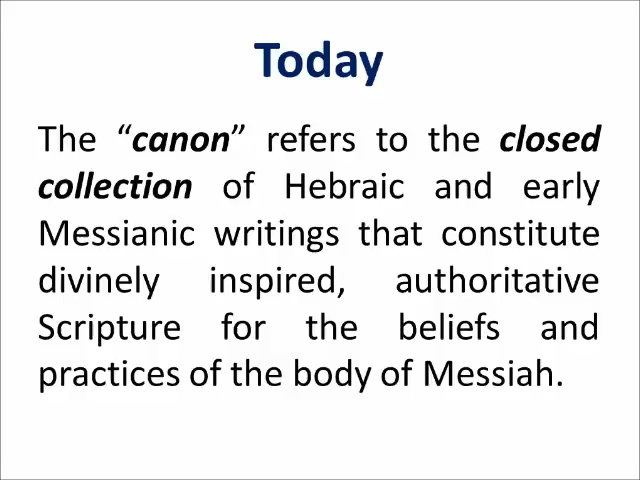 Today
The “canon” refers to the closed
collection of Hebraic and early
Messianic writings that constitute
divinely inspired, authoritative
Scripture for the beliefs and
practices of the body of Messiah.